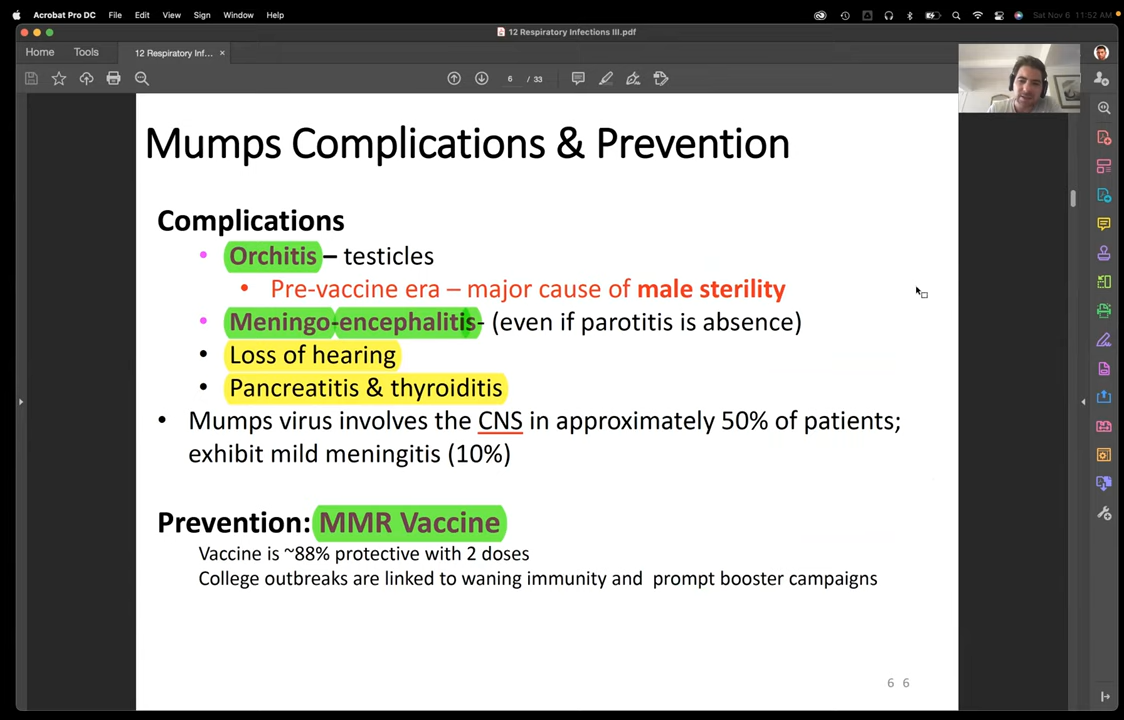 Acrobat Pro DC File Edit View Sign Window Help Sat Nov 6 11:52 AM
12 Respiratory Infections III.pdf
Home Tools 12 Respiratory Inf... ×
6 / 33
Mumps Complications & Prevention
Complications
• Orchitis – testicles
• Pre-vaccine era – major cause of male sterility
• Meningo-encephalitis- (even if parotitis is absence)
• Loss of hearing
• Pancreatitis & thyroiditis
• Mumps virus involves the CNS in approximately 50% of patients;
exhibit mild meningitis (10%)
Prevention: MMR Vaccine
Vaccine is ~88% protective with 2 doses
College outbreaks are linked to waning immunity and prompt booster campaigns
6 6